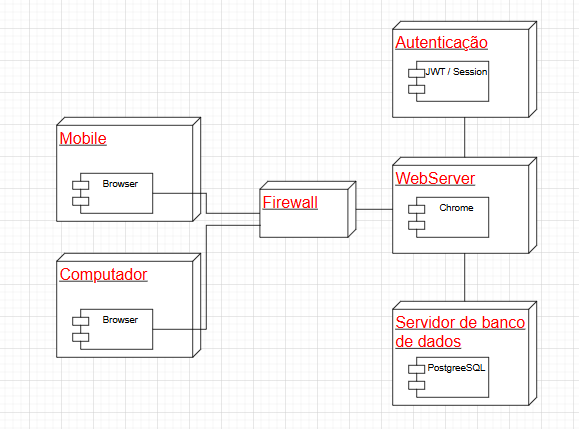 Autenticação
JWT / Session
Mobile
Browser
Firewall
WebServer
Chrome
Computador
Browser
Servidor de banco
de dados
PostgreeSQL